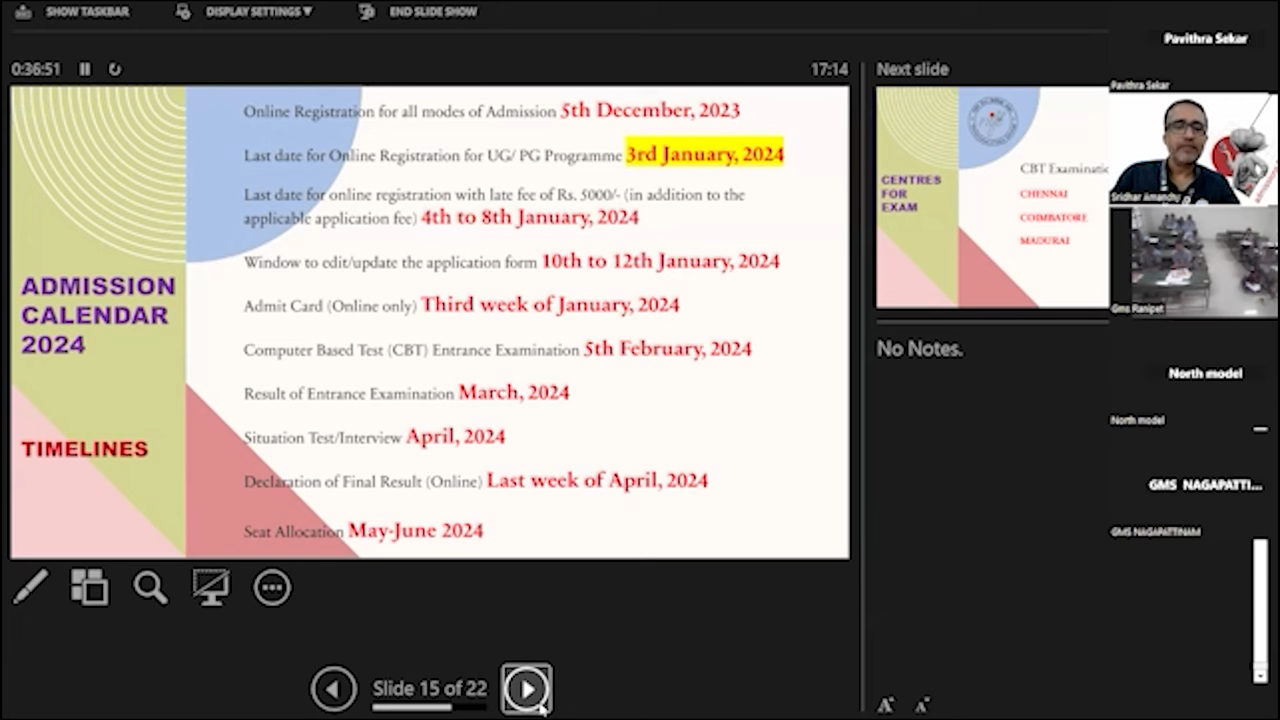 SHOW TASKBAR
DISPLAY SETTINGS ▼
END SLIDE SHOW
0:36:51
17:14
Next slide
Online Registration for all modes of Admission 5th December, 2023
Last date for Online Registration for UG/ PG Programme 3rd January, 2024
Last date for online registration with late fee of Rs. 5000/- (in addition to the
applicable application fee) 4th to 8th January, 2024
Window to edit/update the application form 10th to 12th January, 2024
Admit Card (Online only) Third week of January, 2024
Computer Based Test (CBT) Entrance Examination 5th February, 2024
Result of Entrance Examination March, 2024
Situation Test/Interview April, 2024
Declaration of Final Result (Online) Last week of April, 2024
Seat Allocation May-June 2024
ADMISSION
CALENDAR
2024
TIMELINES
CENTRES
FOR
EXAM
CBT Examinatio
CHENNAI
COIMBATORE
MADURAI
No Notes.
Slide 15 of 22
Pavithra Sekar
Pavithra Sekar
Sridhar
Gms Ranipet
North model
North model
GMS NAGAPATTI...
GMS NAGAPATTINAM
A
A